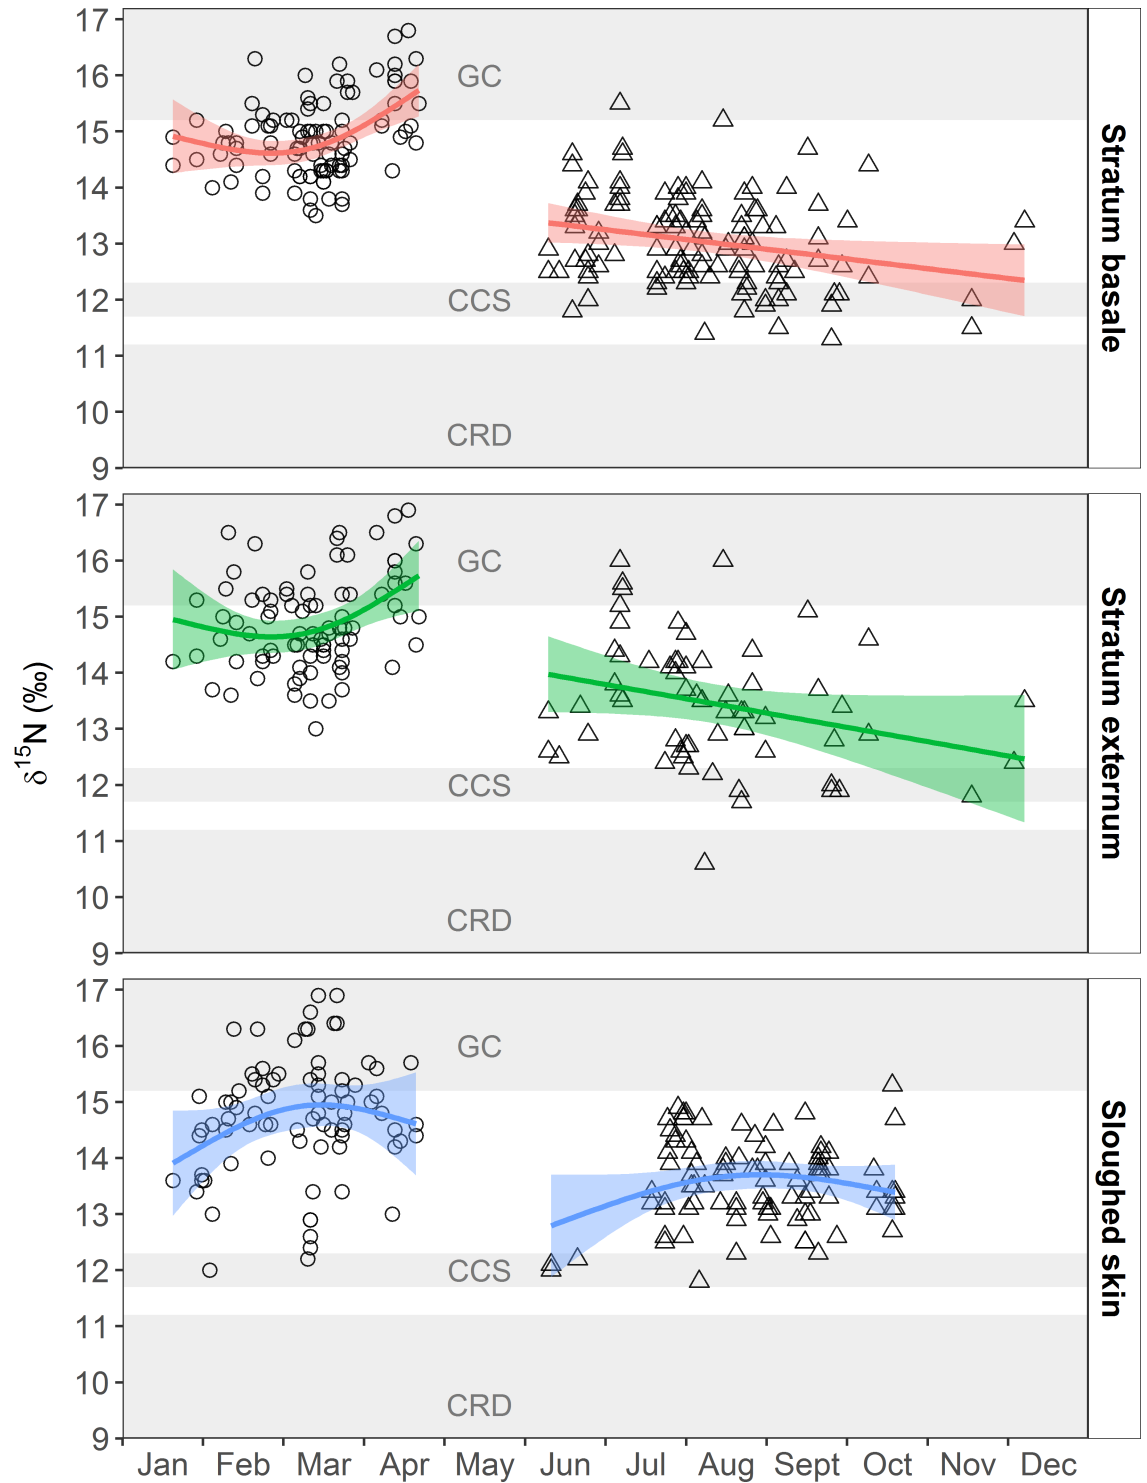 17
16
15
14
13
12
11
10
9
GC
CCS
CRD
Stratum basale
17
16
15
14
13
12
11
10
9
GC
CCS
CRD
Stratum externum
δ¹⁵N (‰)
17
16
15
14
13
12
11
10
9
GC
CCS
CRD
Sloughed skin
Jan Feb Mar Apr May Jun Jul Aug Sept Oct Nov Dec